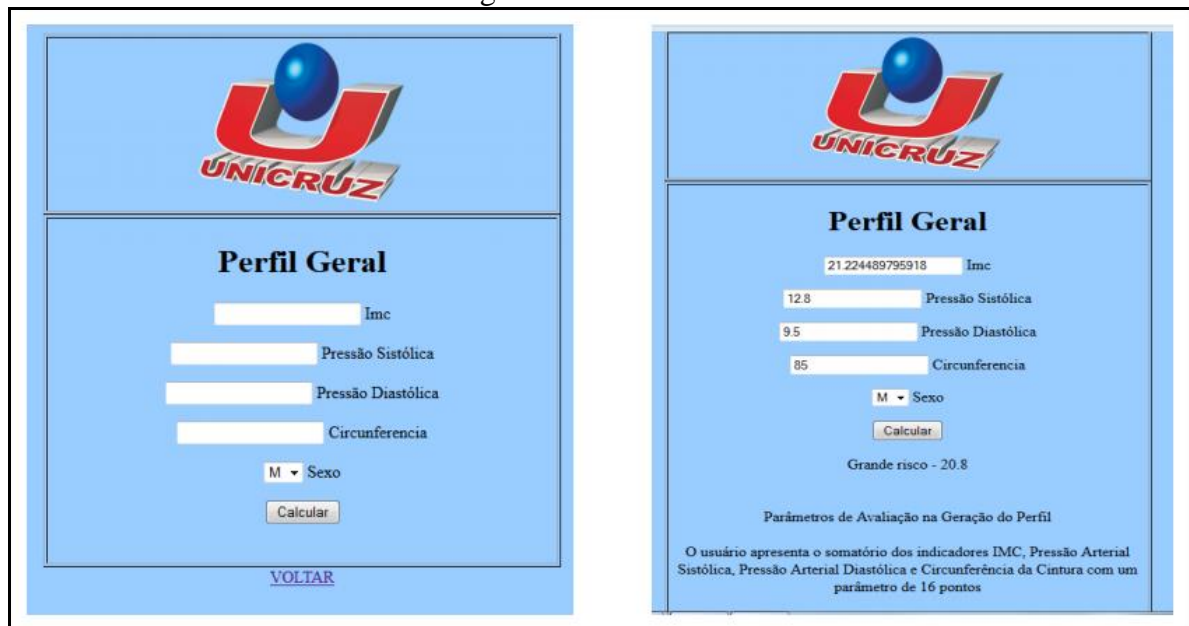 UNICRUZ
Perfil Geral
Imc
Pressão Sistólica
Pressão Diastólica
Circunferencia
M Sexo
Calcular
VOLTAR
UNICRUZ
Perfil Geral
21.224489795918 Imc
12.8 Pressão Sistólica
9.5 Pressão Diastólica
85 Circunferencia
M Sexo
Calcular
Grande risco - 20.8
Parâmetros de Avaliação na Geração do Perfil
O usuário apresenta o somatório dos indicadores IMC, Pressão Arterial
Sistólica, Pressão Arterial Diastólica e Circunferência da Cintura com um
parâmetro de 16 pontos